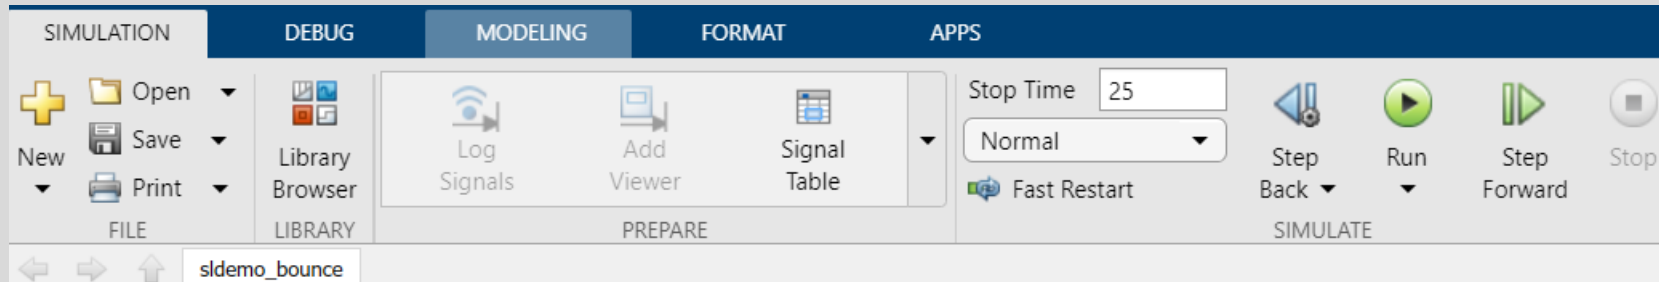 SIMULATION
DEBUG
MODELING
FORMAT
APPS
New
Open
Save
Print
FILE
Library
Browser
LIBRARY
Log
Signals
Add
Viewer
Signal
Table
PREPARE
Stop Time 25
Normal
Fast Restart
Step
Back
Run
Step
Forward
Stop
SIMULATE
sldemo_bounce